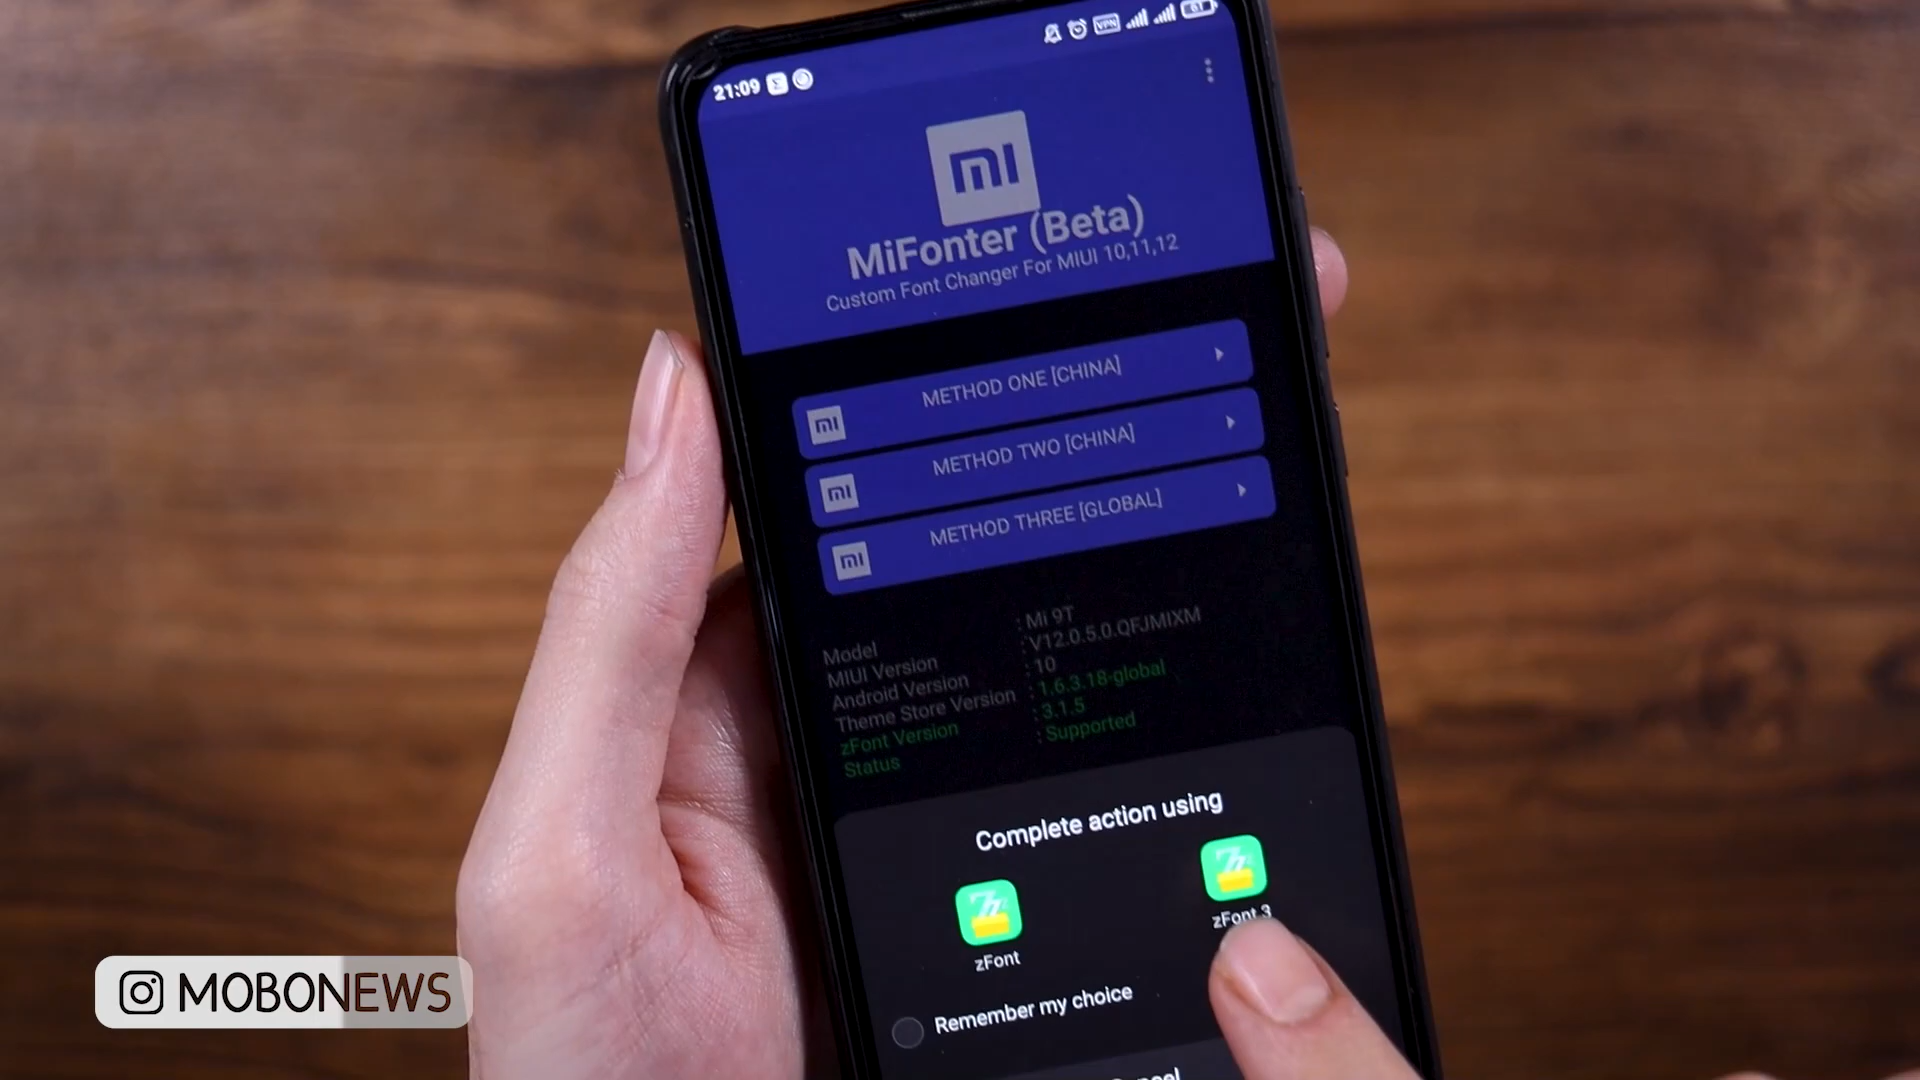 21:09
VPN
61
MI
MiFonter (Beta)
Custom Font Changer For MIUI 10,11,12
METHOD ONE [CHINA]
METHOD TWO [CHINA]
METHOD THREE [GLOBAL]
Model : Mi 9T
MIUI Version : V12.0.5.0.QFJMIXM
Android Version : 10
Theme Store Version : 1.6.3.18-global
zFont Version : 3.1.5
Status : Supported
Complete action using
zFont
zFont 3
Remember my choice
MOBONEWS